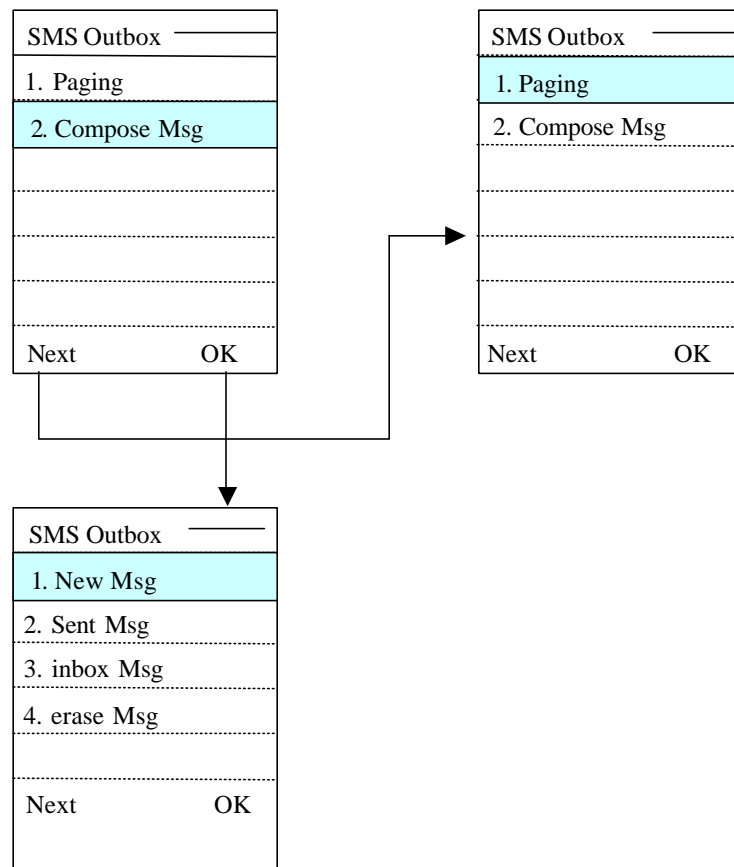 SMS Outbox
1. Paging
2. Compose Msg
Next OK
SMS Outbox
1. Paging
2. Compose Msg
Next OK
SMS Outbox
1. New Msg
2. Sent Msg
3. inbox Msg
4. erase Msg
Next OK